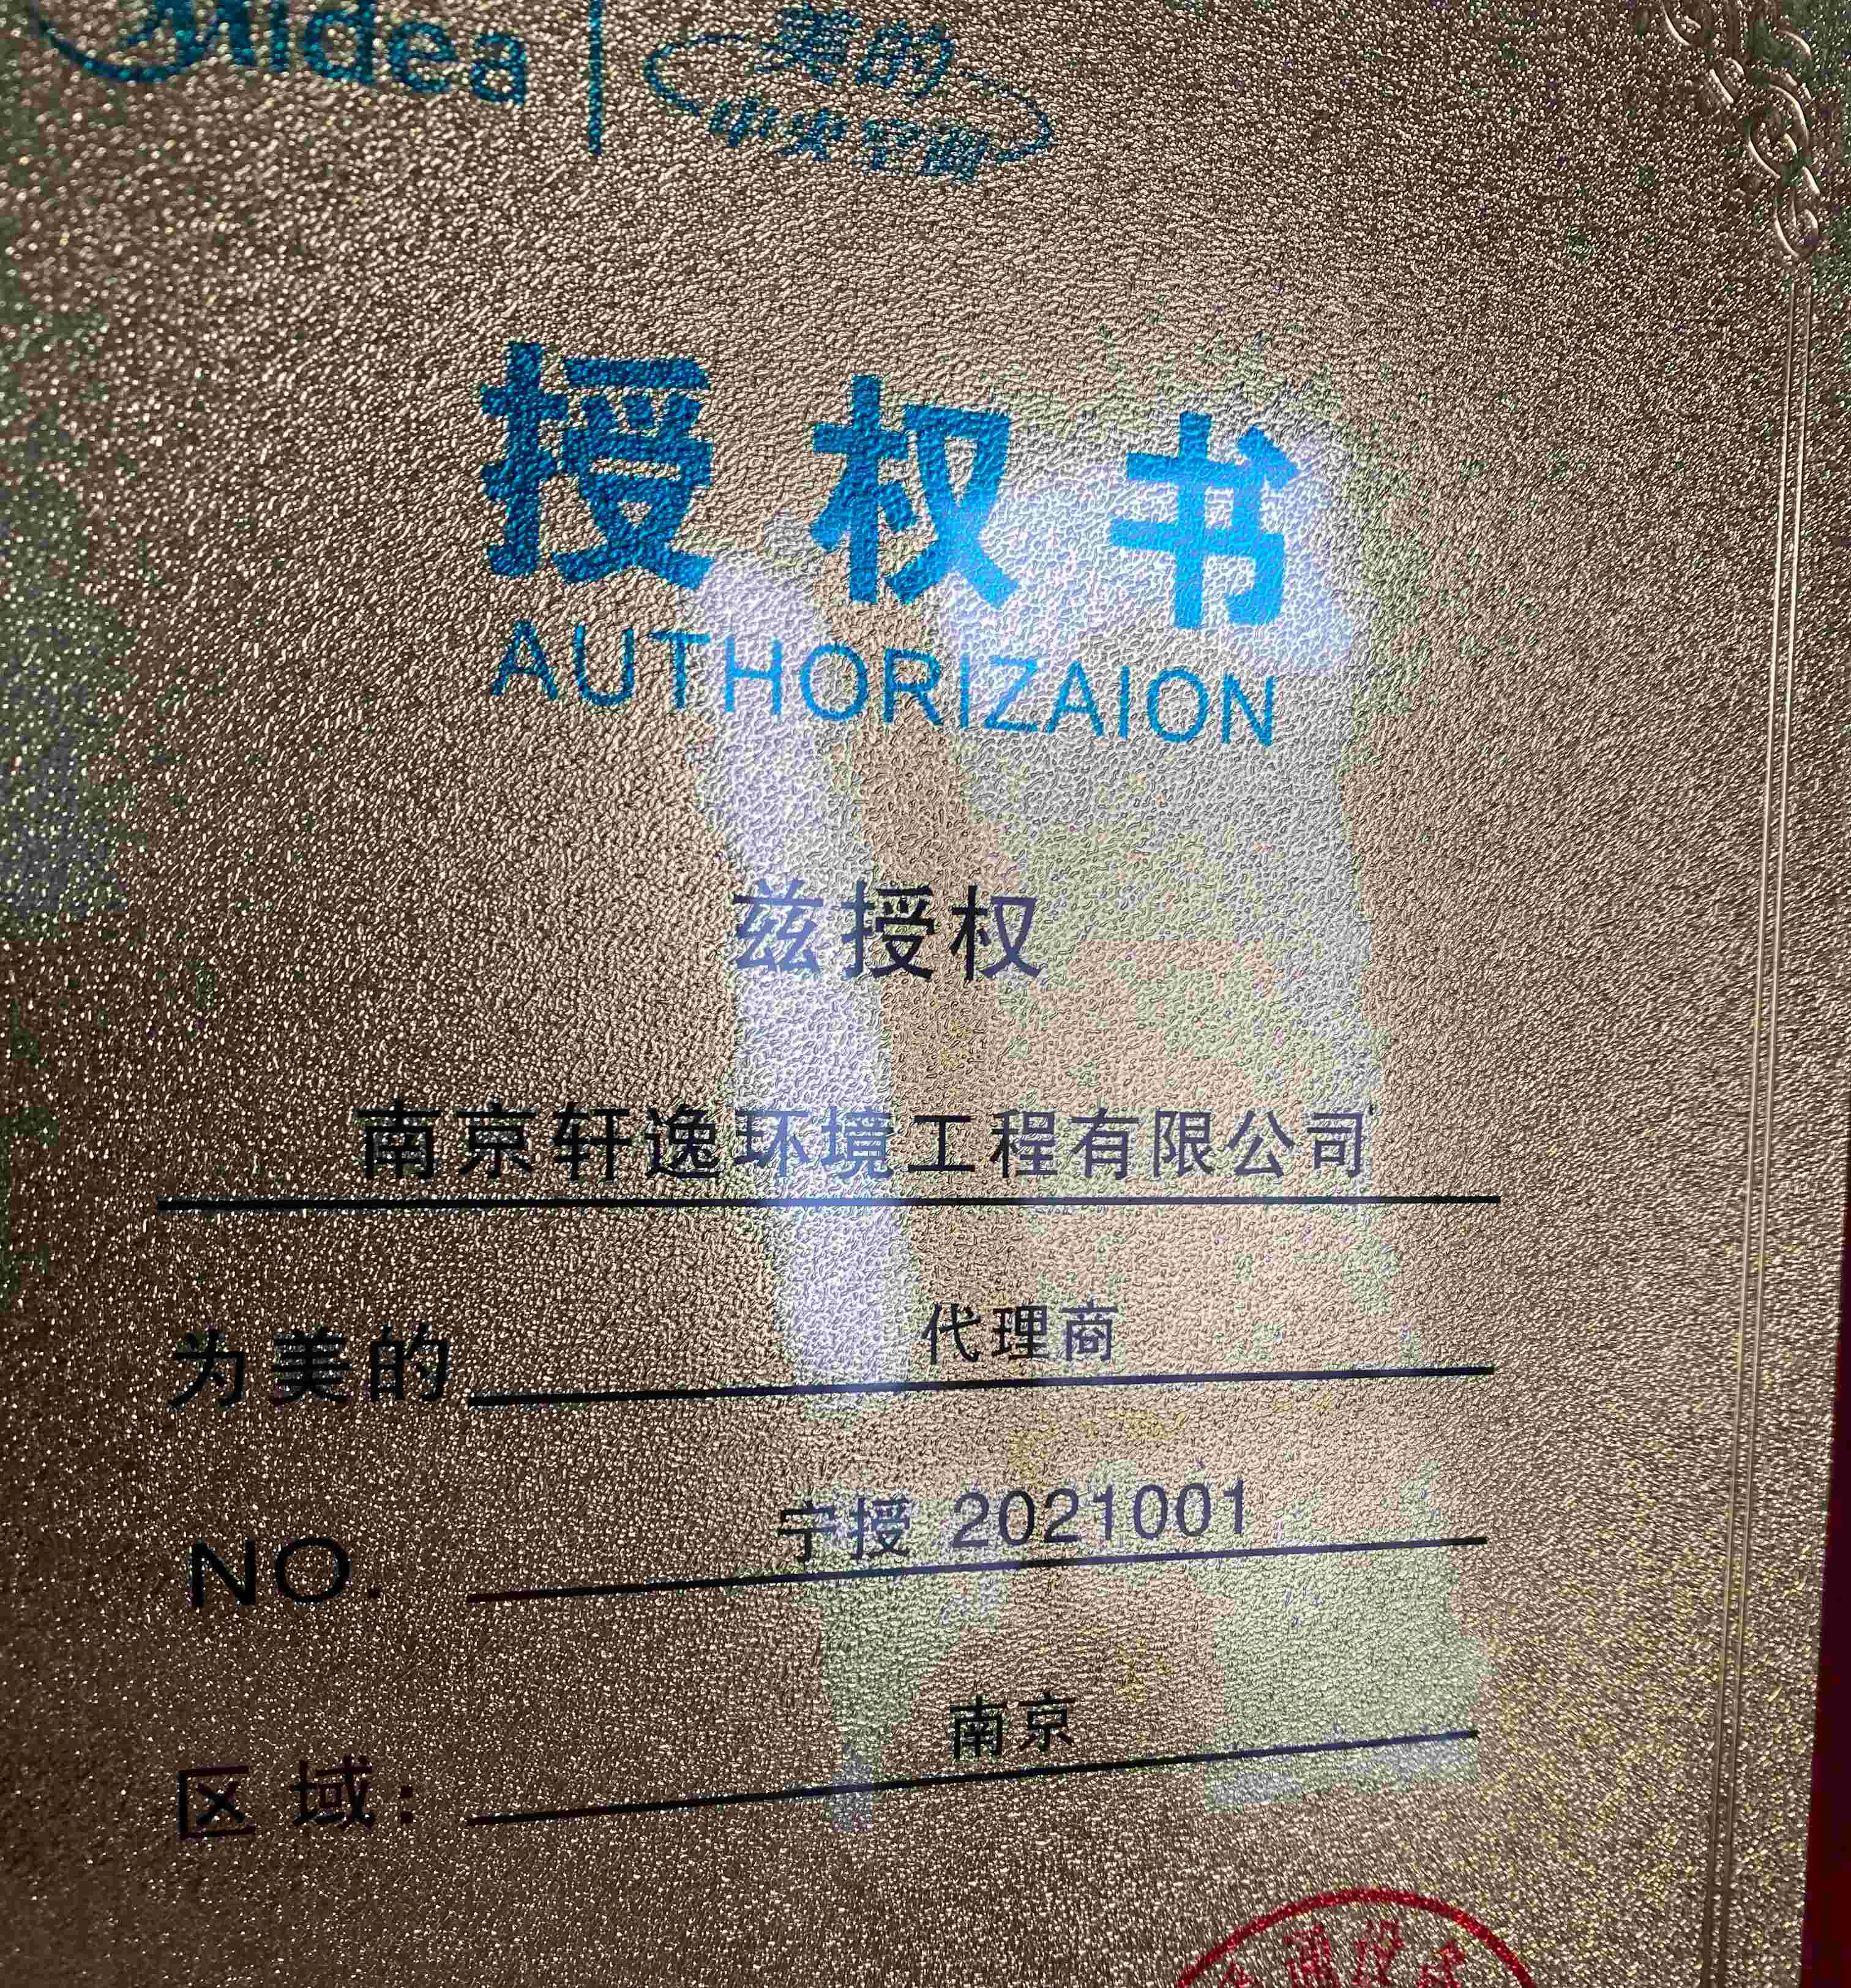 Midea 美的
中央空调
授权书
AUTHORIZAION
兹授权
南京轩逸环境工程有限公司
为美的 代理商
NO. 宁授 2021001
区域： 南京